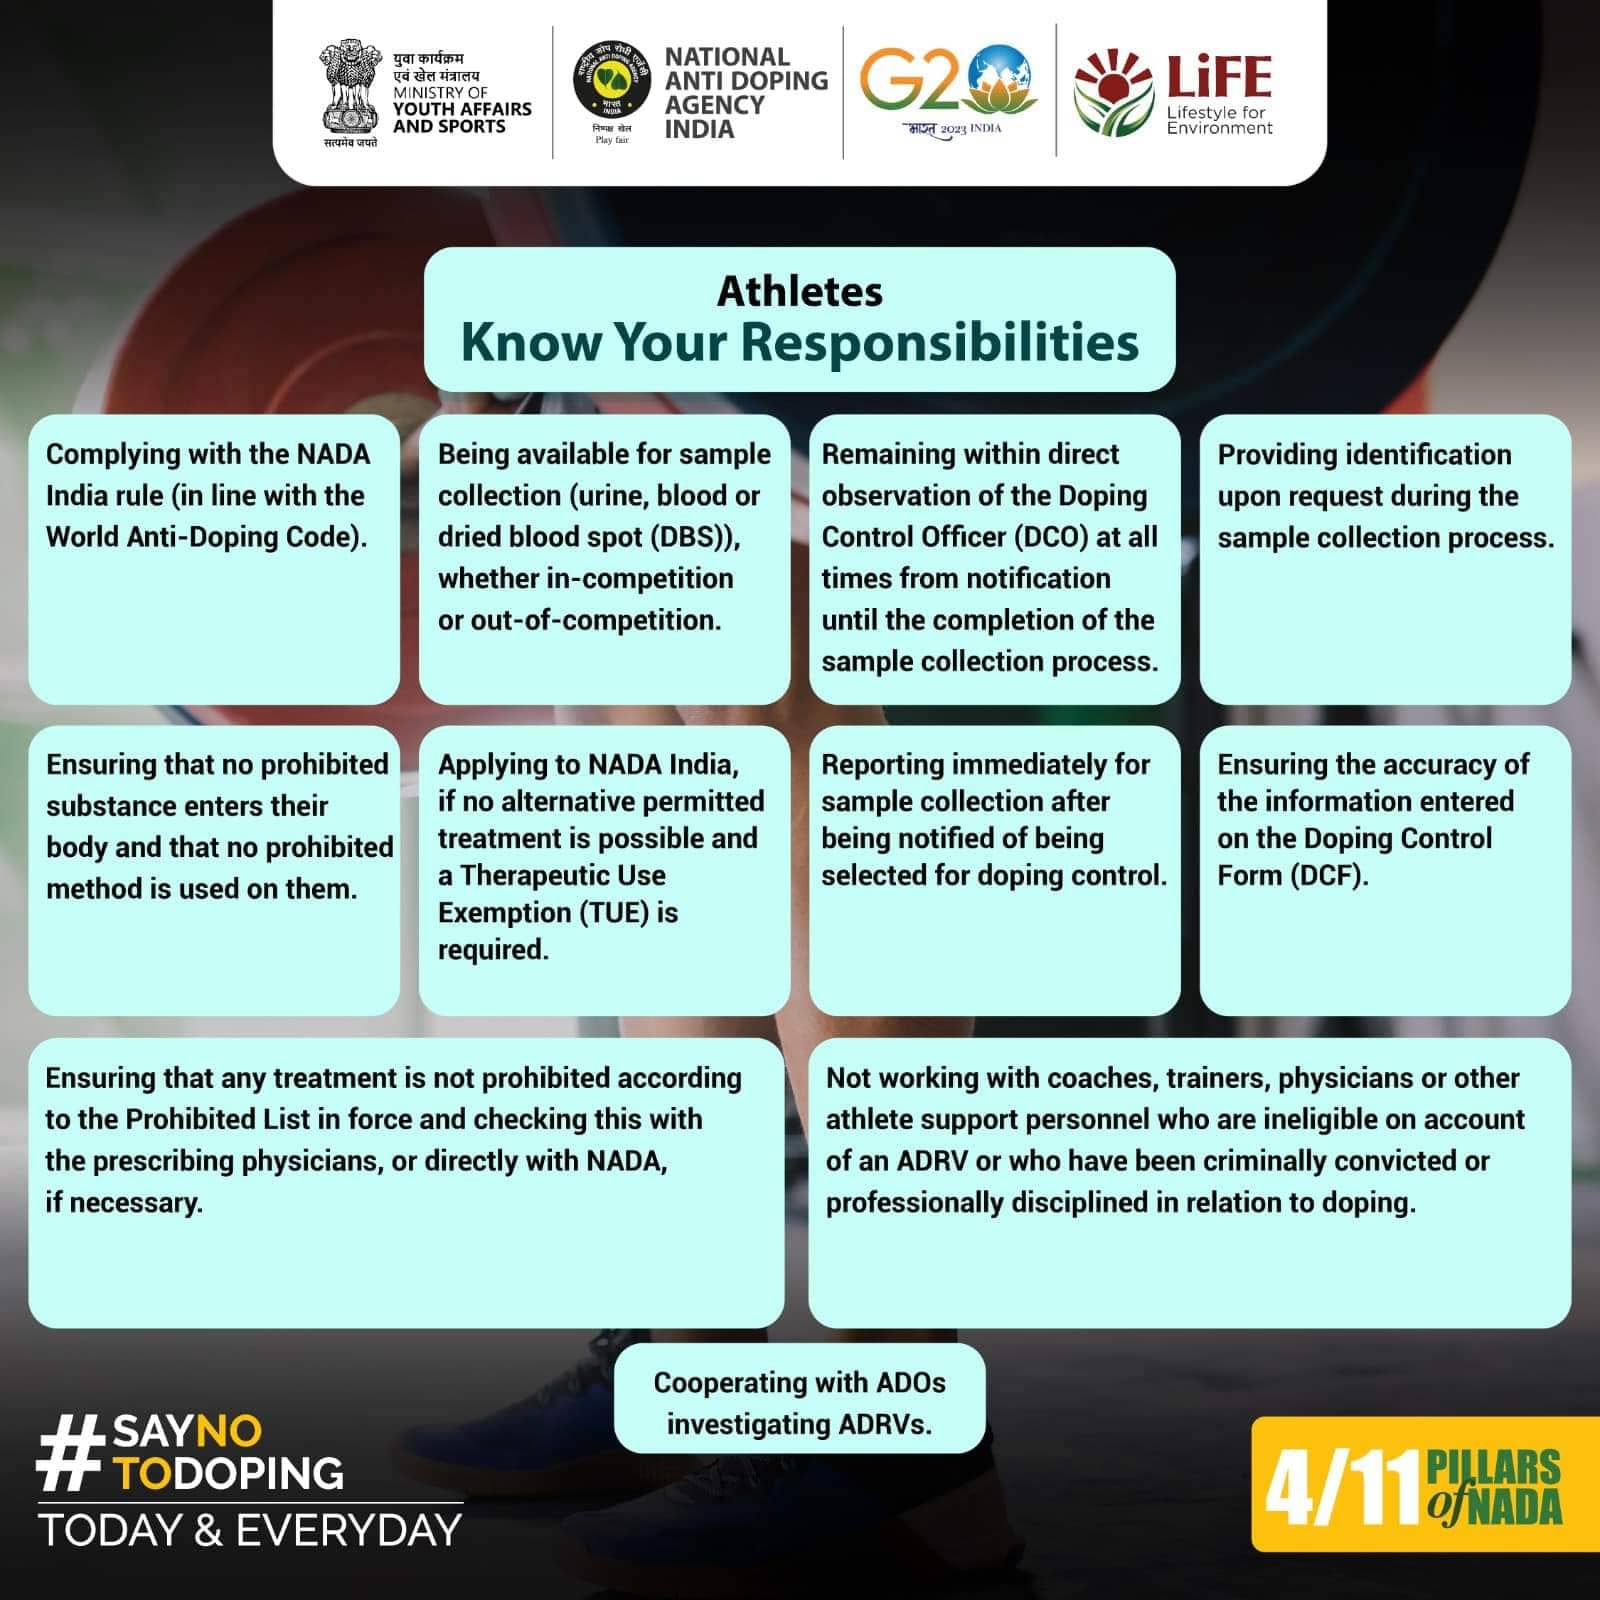 युवा कार्यक्रम
एवं खेल मंत्रालय
MINISTRY OF
YOUTH AFFAIRS
AND SPORTS
सत्यमेव जयते
राष्ट्रीय डोप रोधी एजेंसी
NATIONAL ANTI DOPING AGENCY
भारत
INDIA
निष्पक्ष खेल
Play fair
NATIONAL
ANTI DOPING
AGENCY
INDIA
G20
भारत 2023 INDIA
LiFE
Lifestyle for
Environment
Athletes
Know Your Responsibilities
Complying with the NADA
India rule (in line with the
World Anti-Doping Code).
Being available for sample
collection (urine, blood or
dried blood spot (DBS)),
whether in-competition
or out-of-competition.
Remaining within direct
observation of the Doping
Control Officer (DCO) at all
times from notification
until the completion of the
sample collection process.
Providing identification
upon request during the
sample collection process.
Ensuring that no prohibited
substance enters their
body and that no prohibited
method is used on them.
Applying to NADA India,
if no alternative permitted
treatment is possible and
a Therapeutic Use
Exemption (TUE) is
required.
Reporting immediately for
sample collection after
being notified of being
selected for doping control.
Ensuring the accuracy of
the information entered
on the Doping Control
Form (DCF).
Ensuring that any treatment is not prohibited according
to the Prohibited List in force and checking this with
the prescribing physicians, or directly with NADA,
if necessary.
Not working with coaches, trainers, physicians or other
athlete support personnel who are ineligible on account
of an ADRV or who have been criminally convicted or
professionally disciplined in relation to doping.
Cooperating with ADOs
investigating ADRVs.
#SAYNO
TODOPING
TODAY & EVERYDAY
4/11 PILLARS
of NADA